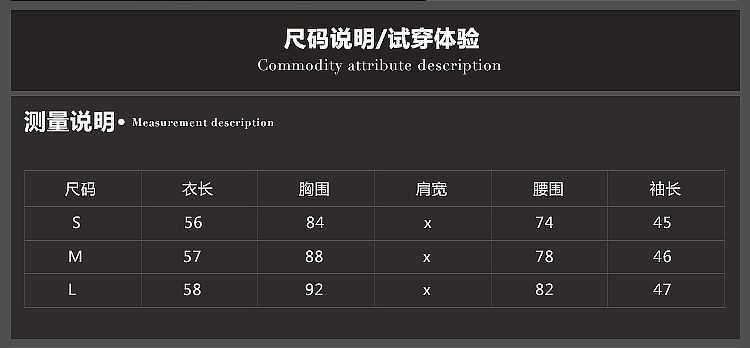 尺码说明/试穿体验
Commodity attribute description
测量说明• Measurement description
尺码 衣长 胸围 肩宽 腰围 袖长
S 56 84 x 74 45
M 57 88 x 78 46
L 58 92 x 82 47